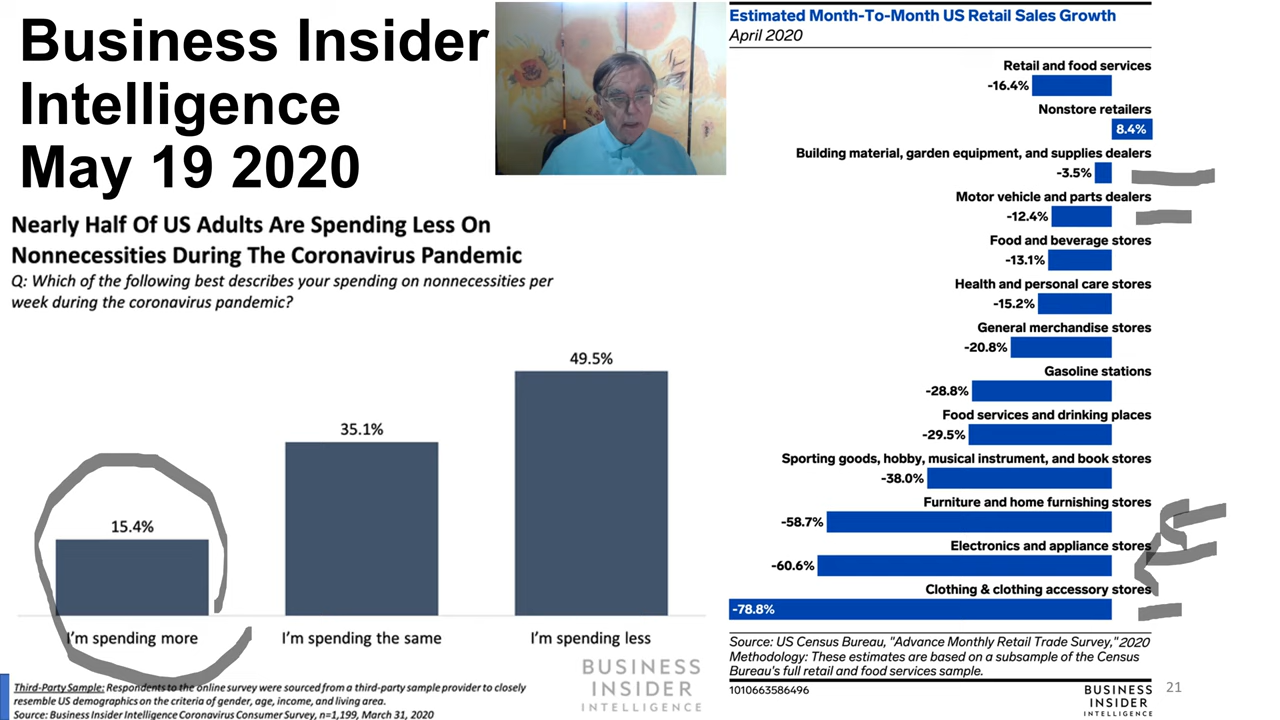 Business Insider
Intelligence
May 19 2020
Nearly Half Of US Adults Are Spending Less On
Nonnecessities During The Coronavirus Pandemic
Q: Which of the following best describes your spending on nonnecessities per
week during the coronavirus pandemic?
49.5%
35.1%
15.4%
I'm spending more
I'm spending the same
I'm spending less
BUSINESS
INSIDER
INTELLIGENCE
Third-Party Sample: Respondents to the online survey were sourced from a third-party sample provider to closely
resemble US demographics on the criteria of gender, age, income, and living area.
Source: Business Insider Intelligence Coronavirus Consumer Survey, n=1,199, March 31, 2020
Estimated Month-To-Month US Retail Sales Growth
April 2020
Retail and food services
-16.4%
Nonstore retailers
8.4%
Building material, garden equipment, and supplies dealers
-3.5%
Motor vehicle and parts dealers
-12.4%
Food and beverage stores
-13.1%
Health and personal care stores
-15.2%
General merchandise stores
-20.8%
Gasoline stations
-28.8%
Food services and drinking places
-29.5%
Sporting goods, hobby, musical instrument, and book stores
-38.0%
Furniture and home furnishing stores
-58.7%
Electronics and appliance stores
-60.6%
Clothing & clothing accessory stores
-78.8%
Source: US Census Bureau, "Advance Monthly Retail Trade Survey," 2020
Methodology: These estimates are based on a subsample of the Census
Bureau's full retail and food services sample.
1010663586496
BUSINESS
INSIDER
INTELLIGENCE
21